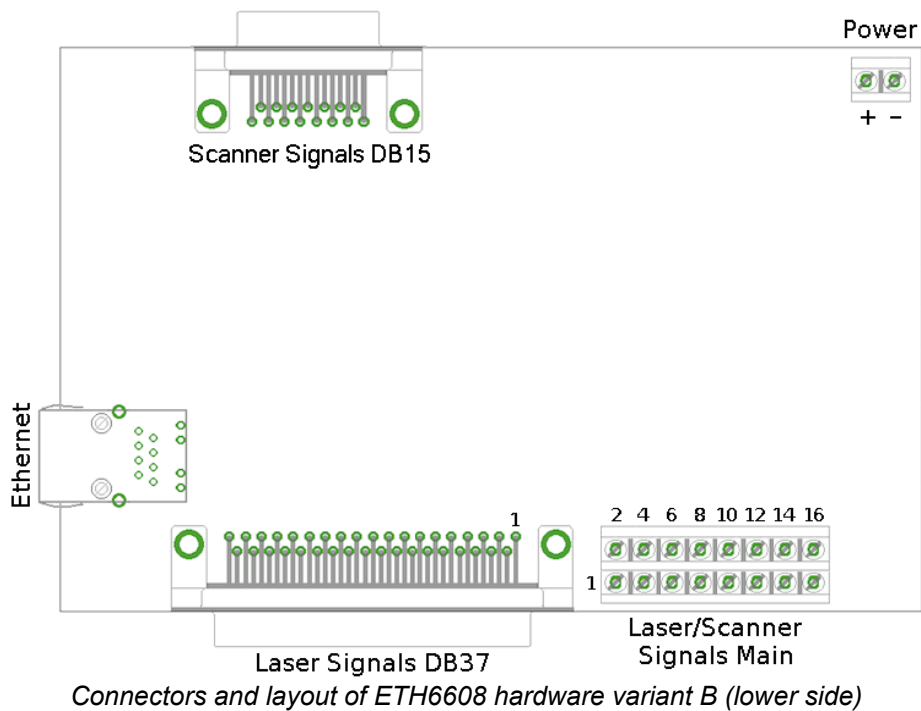 Power
+ –
Scanner Signals DB15
Ethernet
1
2 4 6 8 10 12 14 16
1
Laser/Scanner
Signals Main
Laser Signals DB37
Connectors and layout of ETH6608 hardware variant B (lower side)